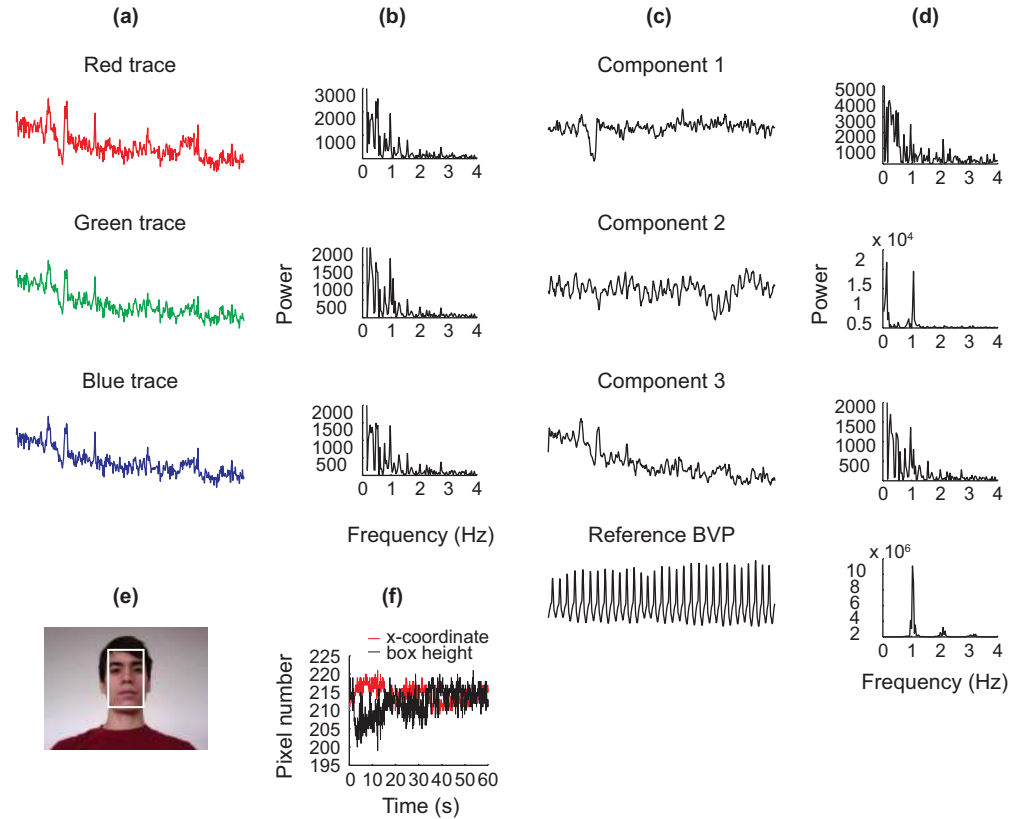 (a)
(b)
(c)
(d)
Red trace
3000
2000
1000
0 1 2 3 4
Component 1
5000
4000
3000
2000
1000
0 1 2 3 4
Green trace
Power
2000
1500
1000
500
0 1 2 3 4
Component 2
Power
x 10^4
2
1.5
1
0.5
0 1 2 3 4
Blue trace
2000
1500
1000
500
0 1 2 3 4
Frequency (Hz)
Component 3
2000
1500
1000
500
0 1 2 3 4
Reference BVP
x 10^6
10
8
6
4
2
0 1 2 3 4
Frequency (Hz)
(e)
(f)
x-coordinate
box height
Pixel number
225
220
215
210
205
200
195
0 10 20 30 40 50 60
Time (s)